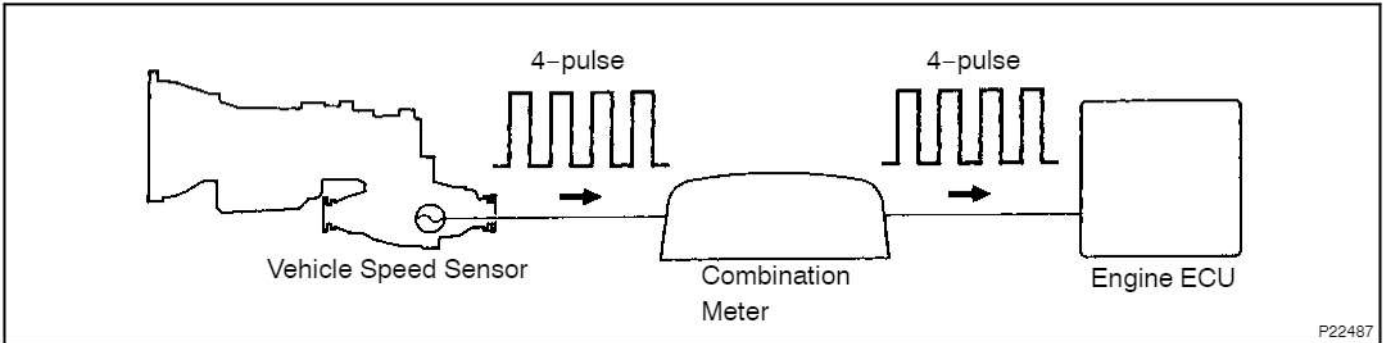 4−pulse
4−pulse
Vehicle Speed Sensor
Combination
Meter
Engine ECU
P22487